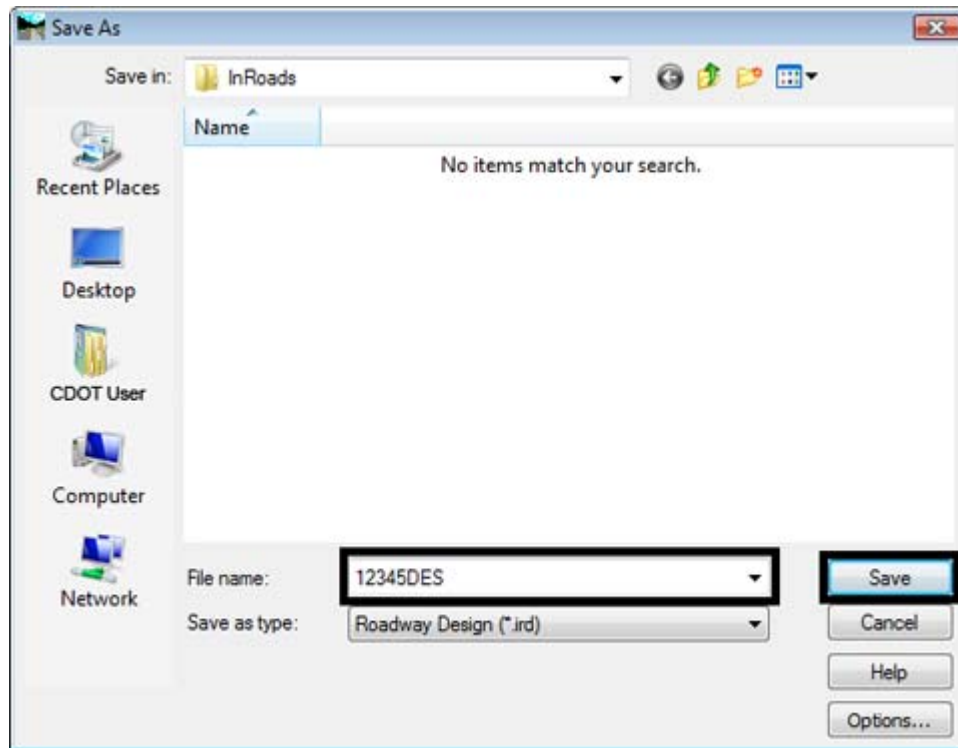 Save As
Save in:
InRoads
Name
No items match your search.
Recent Places
Desktop
CDOT User
Computer
Network
File name:
12345DES
Save
Save as type:
Roadway Design (*.ird)
Cancel
Help
Options...